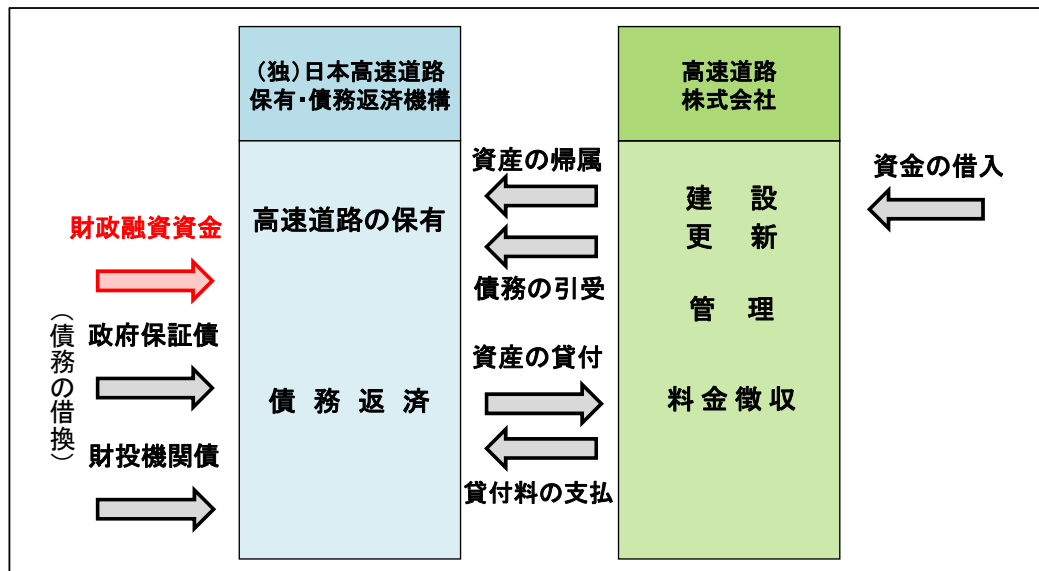 (独)日本高速道路
保有・債務返済機構
高速道路
株式会社
財政融資資金
政府保証債
財投機関債
(債務の借換)
高速道路の保有
債務返済
資産の帰属
債務の引受
資産の貸付
貸付料の支払
建設
更新
管理
料金徴収
資金の借入